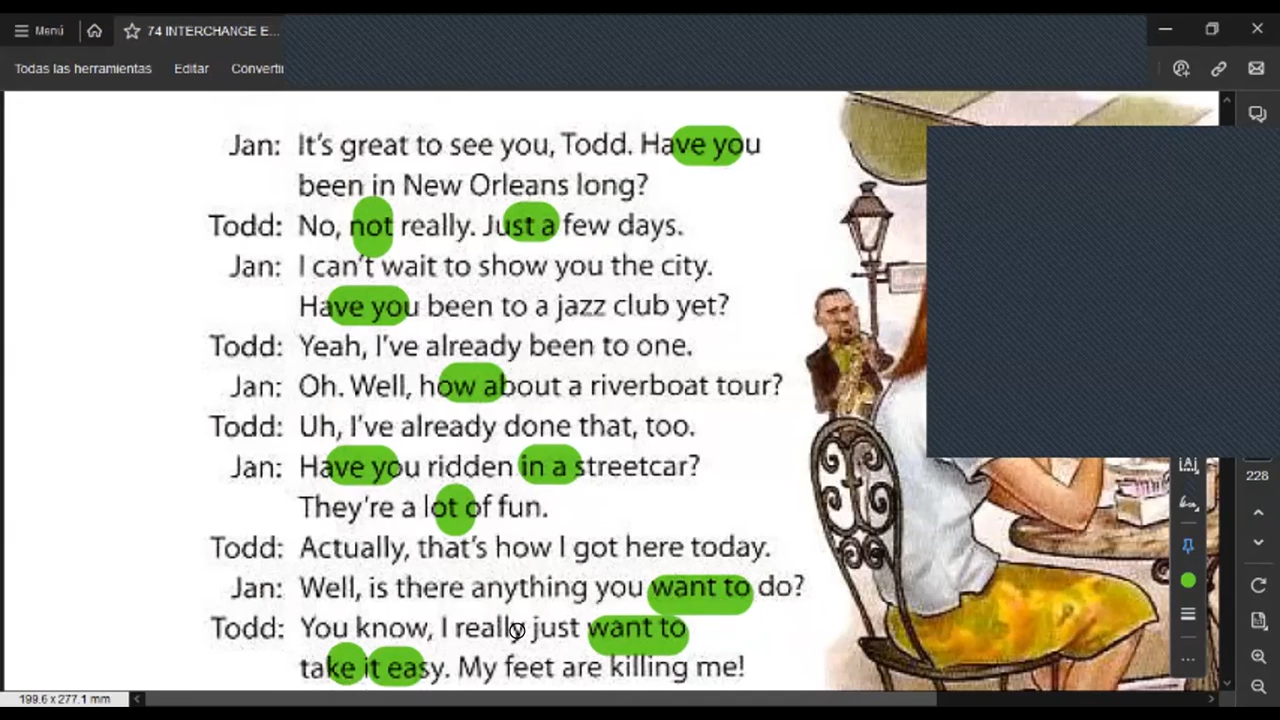 Menú
74 INTERCHANGE E...
Todas las herramientas
Editar
Jan: It's great to see you, Todd. Have you
been in New Orleans long?
Todd: No, not really. Just a few days.
Jan: I can't wait to show you the city.
Have you been to a jazz club yet?
Todd: Yeah, I've already been to one.
Jan: Oh. Well, how about a riverboat tour?
Todd: Uh, I've already done that, too.
Jan: Have you ridden in a streetcar?
They're a lot of fun.
Todd: Actually, that's how I got here today.
Jan: Well, is there anything you want to do?
Todd: You know, I really just want to
take it easy. My feet are killing me!
228
199.6 x 277.1 mm